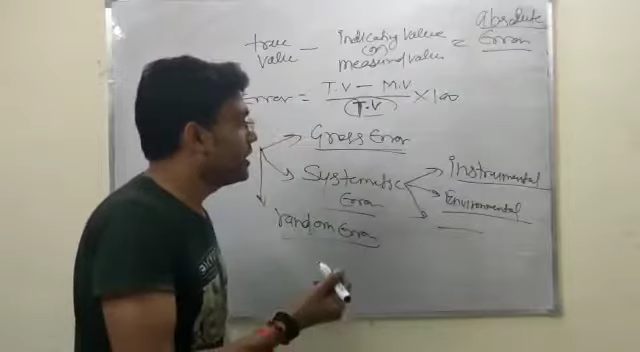 true value – Indicating value (or) measured value = Absolute Error
Error = T.V – M.V / T.V × 100
Gross Error
Systematic Error
Instrumental
Environmental
random Error